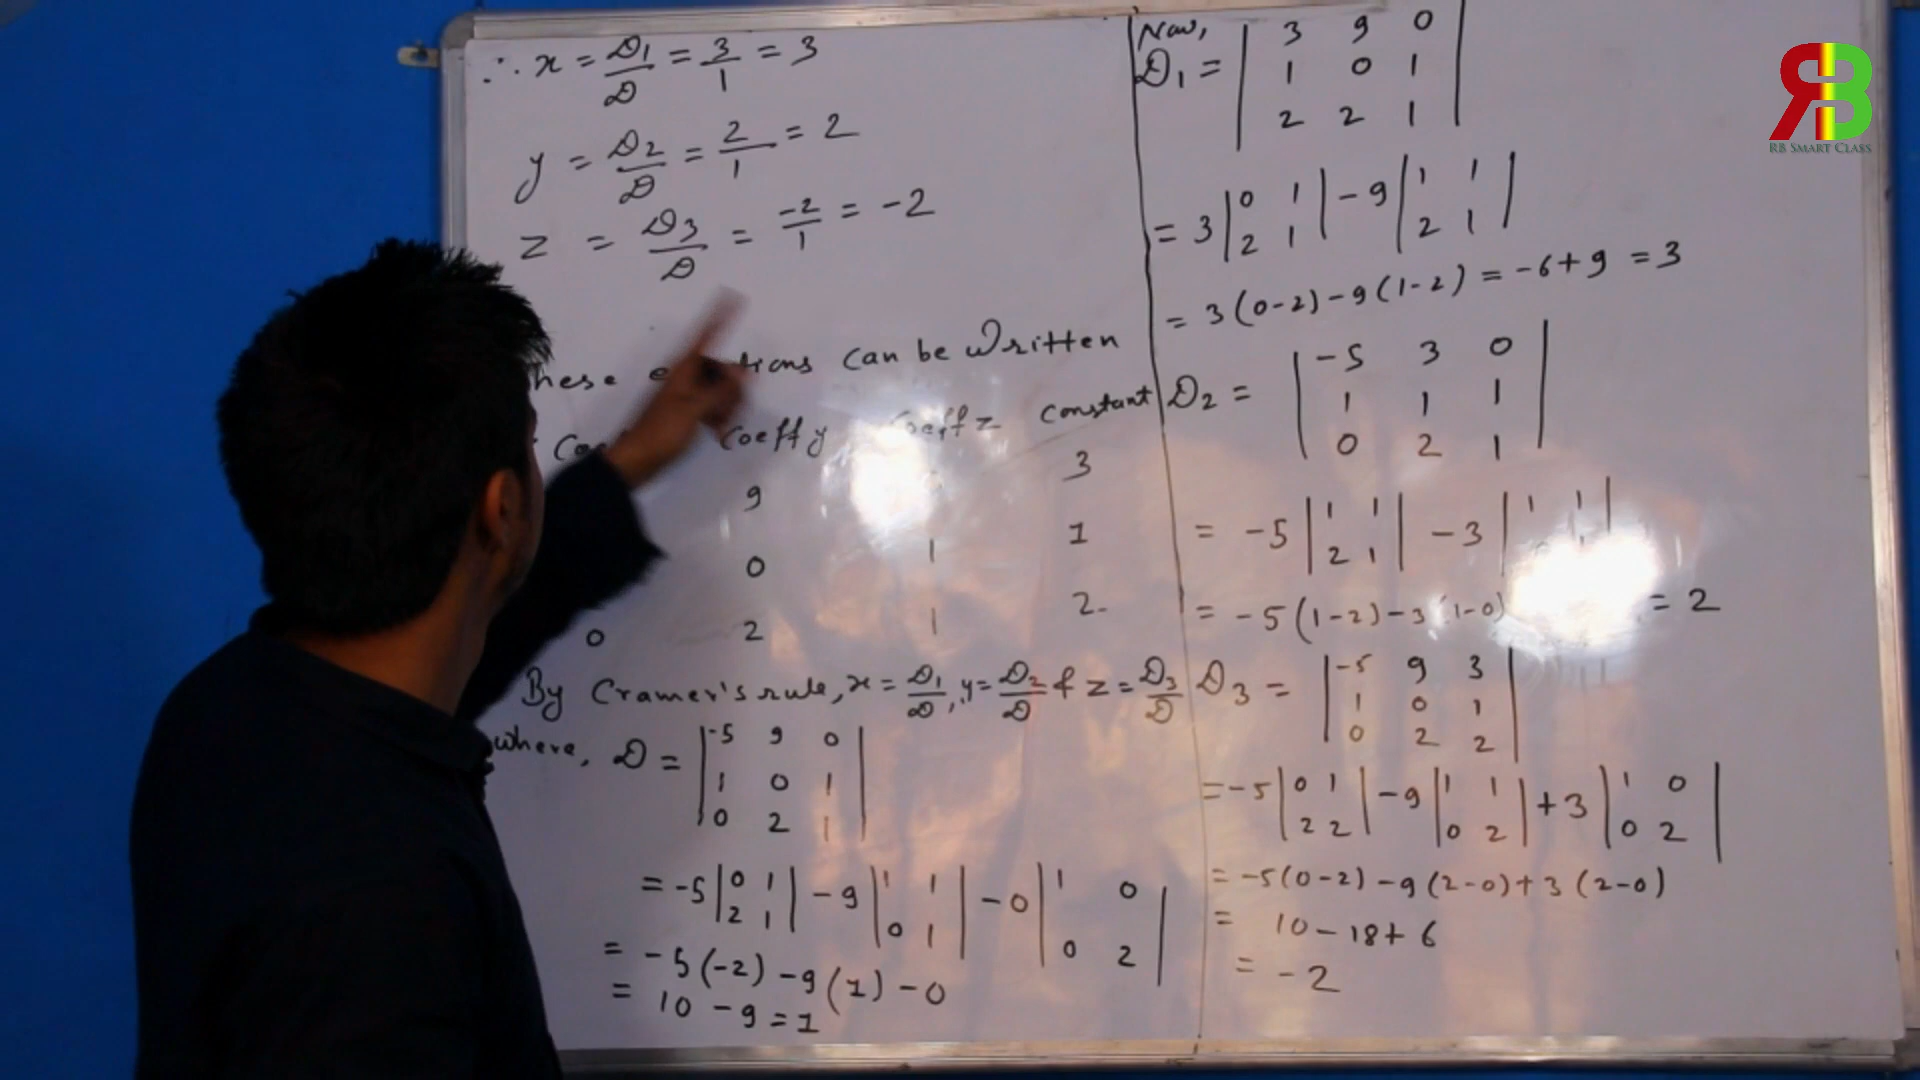 ∴ x = D1/D = 3/1 = 3
y = D2/D = 2/1 = 2
z = D3/D = -2/1 = -2
can be written
Coeff y Coeff z constant
9 3
0 1 1
0 2 1 2
By Cramer's rule, x = D1/D, y = D2/D & z = D3/D
where, D = | -5 9 0 |
| 1 0 1 |
| 0 2 1 |
= -5 |0 1| - 9 |1 1| - 0 |1 0|
|2 1| |0 1| |0 2|
= -5(-2) - 9(1) - 0
= 10 - 9 = 1
Now,
D1 = | 3 9 0 |
| 1 0 1 |
| 2 2 1 |
= 3 |0 1| - 9 |1 1|
|2 1| |2 1|
= 3(0-2) - 9(1-2) = -6+9 = 3
D2 = | -5 3 0 |
| 1 1 1 |
| 0 2 1 |
= -5 |1 1| - 3 |1 1|
|2 1|
= -5(1-2) - 3(1-0) = 2
D3 = | -5 9 3 |
| 1 0 1 |
| 0 2 2 |
= -5 |0 1| - 9 |1 1| + 3 |1 0|
|2 2| |0 2| |0 2|
= -5(0-2) - 9(2-0) + 3(2-0)
= 10 - 18 + 6
= -2
RB SMART CLASS